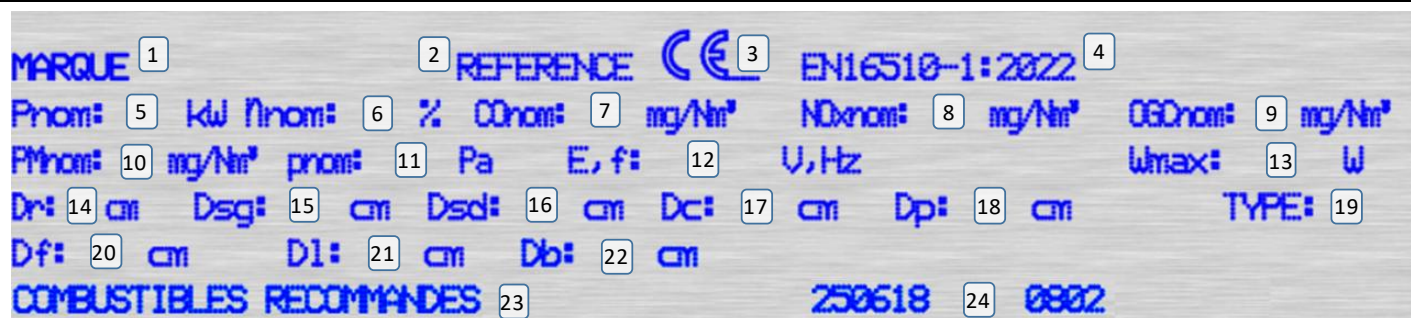 MARQUE 1 2 REFERENCE CE 3 EN16510-1:2022 4
Pnom: 5 kW ηnom: 6 % COnom: 7 mg/Nm³ NOxnom: 8 mg/Nm³ OGCnom: 9 mg/Nm³
PMnom: 10 mg/Nm³ pnom: 11 Pa E,f: 12 V,Hz Wmax: 13 W
Dr: 14 cm Dsg: 15 cm Dsd: 16 cm Dc: 17 cm Dp: 18 cm TYPE: 19
Df: 20 cm Dl: 21 cm Db: 22 cm
COMBUSTIBLES RECOMMANDES 23 250618 24 0802